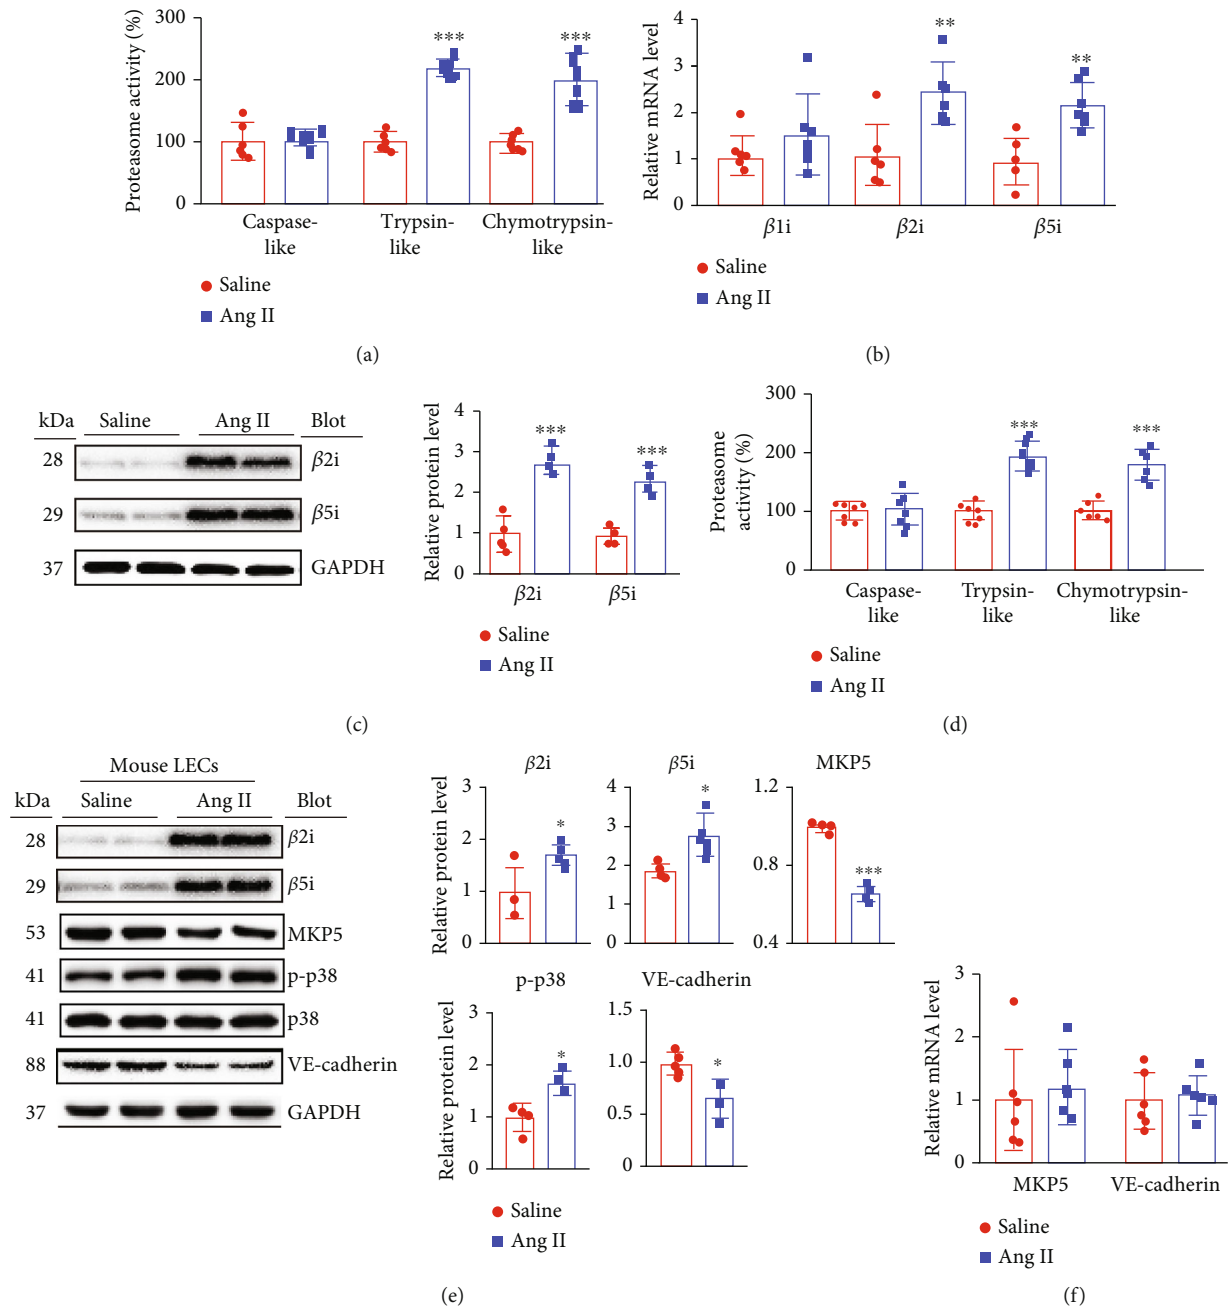 Proteasome activity (%)
300
200
100
0
***
***
Caspase-
like
Trypsin-
like
Chymotrypsin-
like
Saline
Ang II
(a)
Relative mRNA level
4
3
2
1
0
**
**
β1i
β2i
β5i
Saline
Ang II
(b)
kDa
Saline
Ang II
Blot
28
β2i
29
β5i
37
GAPDH
Relative protein level
4
3
2
1
0
***
***
β2i
β5i
Saline
Ang II
(c)
Proteasome
activity (%)
300
200
100
0
***
***
Caspase-
like
Trypsin-
like
Chymotrypsin-
like
Saline
Ang II
(d)
Mouse LECs
kDa
Saline
Ang II
Blot
28
β2i
29
β5i
53
MKP5
41
p-p38
41
p38
88
VE-cadherin
37
GAPDH
β2i
Relative protein level
3
2
1
0
*
β5i
4
3
2
1
0
*
MKP5
1.2
0.8
0.4
***
p-p38
Relative protein level
3
2
1
0
*
VE-cadherin
1.5
1.0
0.5
0
*
Saline
Ang II
(e)
Relative mRNA level
3
2
1
0
MKP5
VE-cadherin
Saline
Ang II
(f)